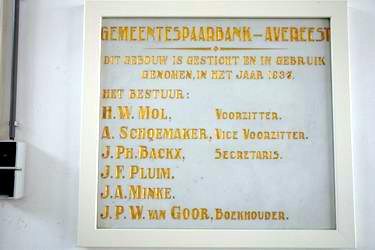 GEMEENTESPAARBANK–AVEREEST
DIT GEBOUW IS GESTICHT EN IN GEBRUIK
GENOMEN, IN HET JAAR 1937.
HET BESTUUR:
H.W. MOL, VOORZITTER.
A. SCHOEMAKER, VICE VOORZITTER.
J. PH. BACKX, SECRETARIS.
J. F. PLUIM.
J. A. MINKE.
J. P. W. VAN GOOR, BOEKHOUDER.